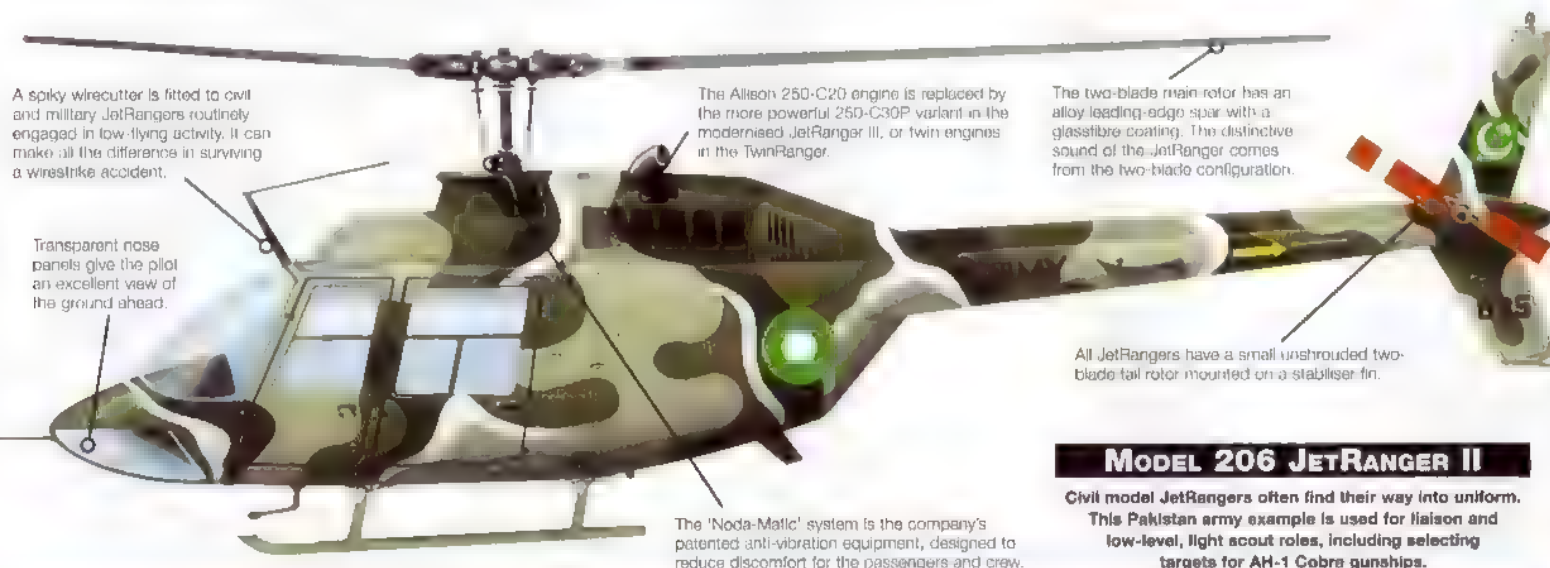 A spiky wirecutter is fitted to civil
and military JetRangers routinely
engaged in low-flying activity. It can
make all the difference in surviving
a wirestrike accident.
Transparent nose
panels give the pilot
an excellent view of
the ground ahead.
The Allison 250-C20 engine is replaced by
the more powerful 250-C30P variant in the
modernised JetRanger III, or twin engines
in the TwinRanger.
The two-blade main rotor has an
alloy leading-edge spar with a
glassfibre coating. The distinctive
sound of the JetRanger comes
from the two-blade configuration.
All JetRangers have a small unshrouded two-
blade tail rotor mounted on a stabiliser fin.
The 'Noda-Matic' system is the company's
patented anti-vibration equipment, designed to
reduce discomfort for the passengers and crew.
MODEL 206 JETRANGER II
Civil model JetRangers often find their way into uniform.
This Pakistan army example is used for liaison and
low-level, light scout roles, including selecting
targets for AH-1 Cobra gunships.